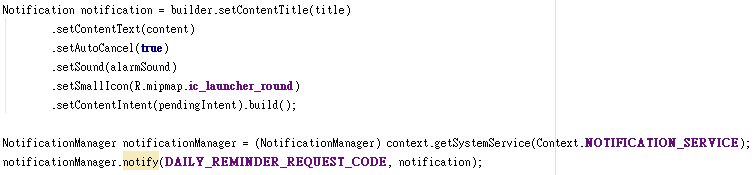 Notification notification = builder.setContentTitle(title)
.setContentText(content)
.setAutoCancel(true)
.setSound(alarmSound)
.setSmallIcon(R.mipmap.ic_launcher_round)
.setContentIntent(pendingIntent).build();
NotificationManager notificationManager = (NotificationManager) context.getSystemService(Context.NOTIFICATION_SERVICE);
notificationManager.notify(DAILY_REMINDER_REQUEST_CODE, notification);